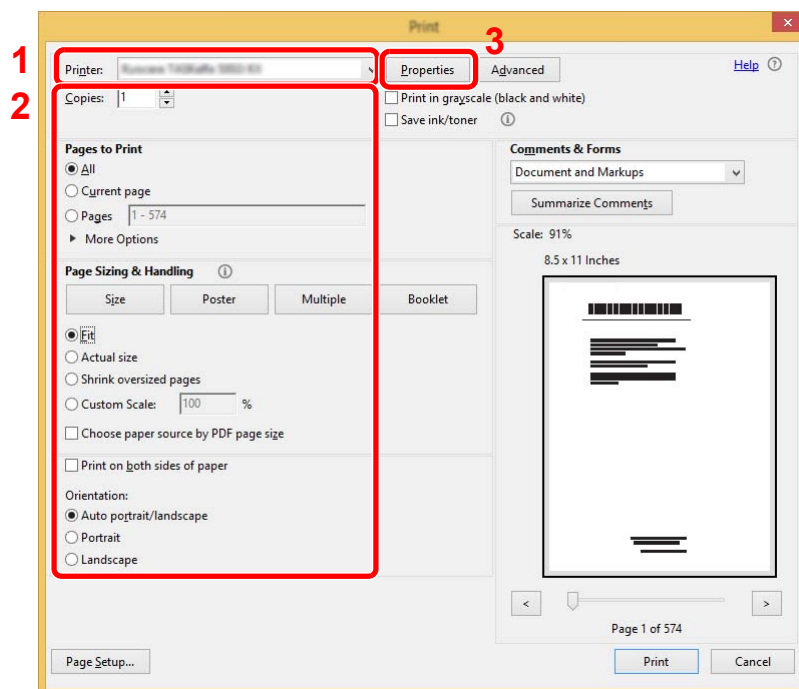 Print
1
3
Printer:
Properties
Advanced
Help
2
Copies: 1
Print in grayscale (black and white)
Save ink/toner
Pages to Print
All
Current page
Pages 1 - 574
More Options
Comments & Forms
Document and Markups
Summarize Comments
Page Sizing & Handling
Size Poster Multiple Booklet
Fit
Actual size
Shrink oversized pages
Custom Scale: 100 %
Choose paper source by PDF page size
Print on both sides of paper
Orientation:
Auto portrait/landscape
Portrait
Landscape
Scale: 91%
8.5 x 11 Inches
< >
Page 1 of 574
Page Setup...
Print Cancel